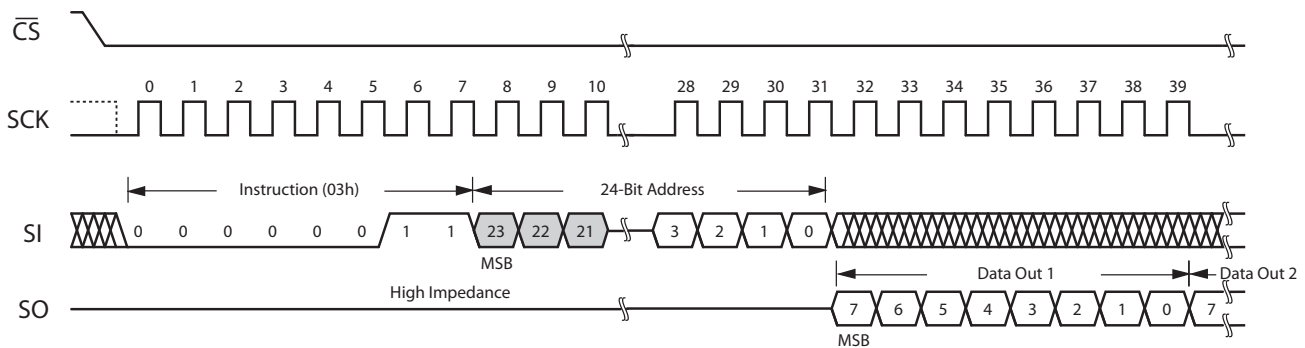 C̅S̅
0 1 2 3 4 5 6 7 8 9 10 28 29 30 31 32 33 34 35 36 37 38 39
SCK
Instruction (03h) 24-Bit Address
SI 0 0 0 0 0 0 1 1 23 22 21 3 2 1 0
MSB
Data Out 1 Data Out 2
High Impedance
SO 7 6 5 4 3 2 1 0 7
MSB